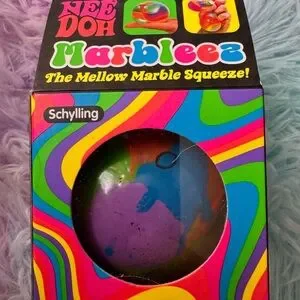 NEE
DOH
Marbleez
The Mellow Marble Squeeze!
Schylling